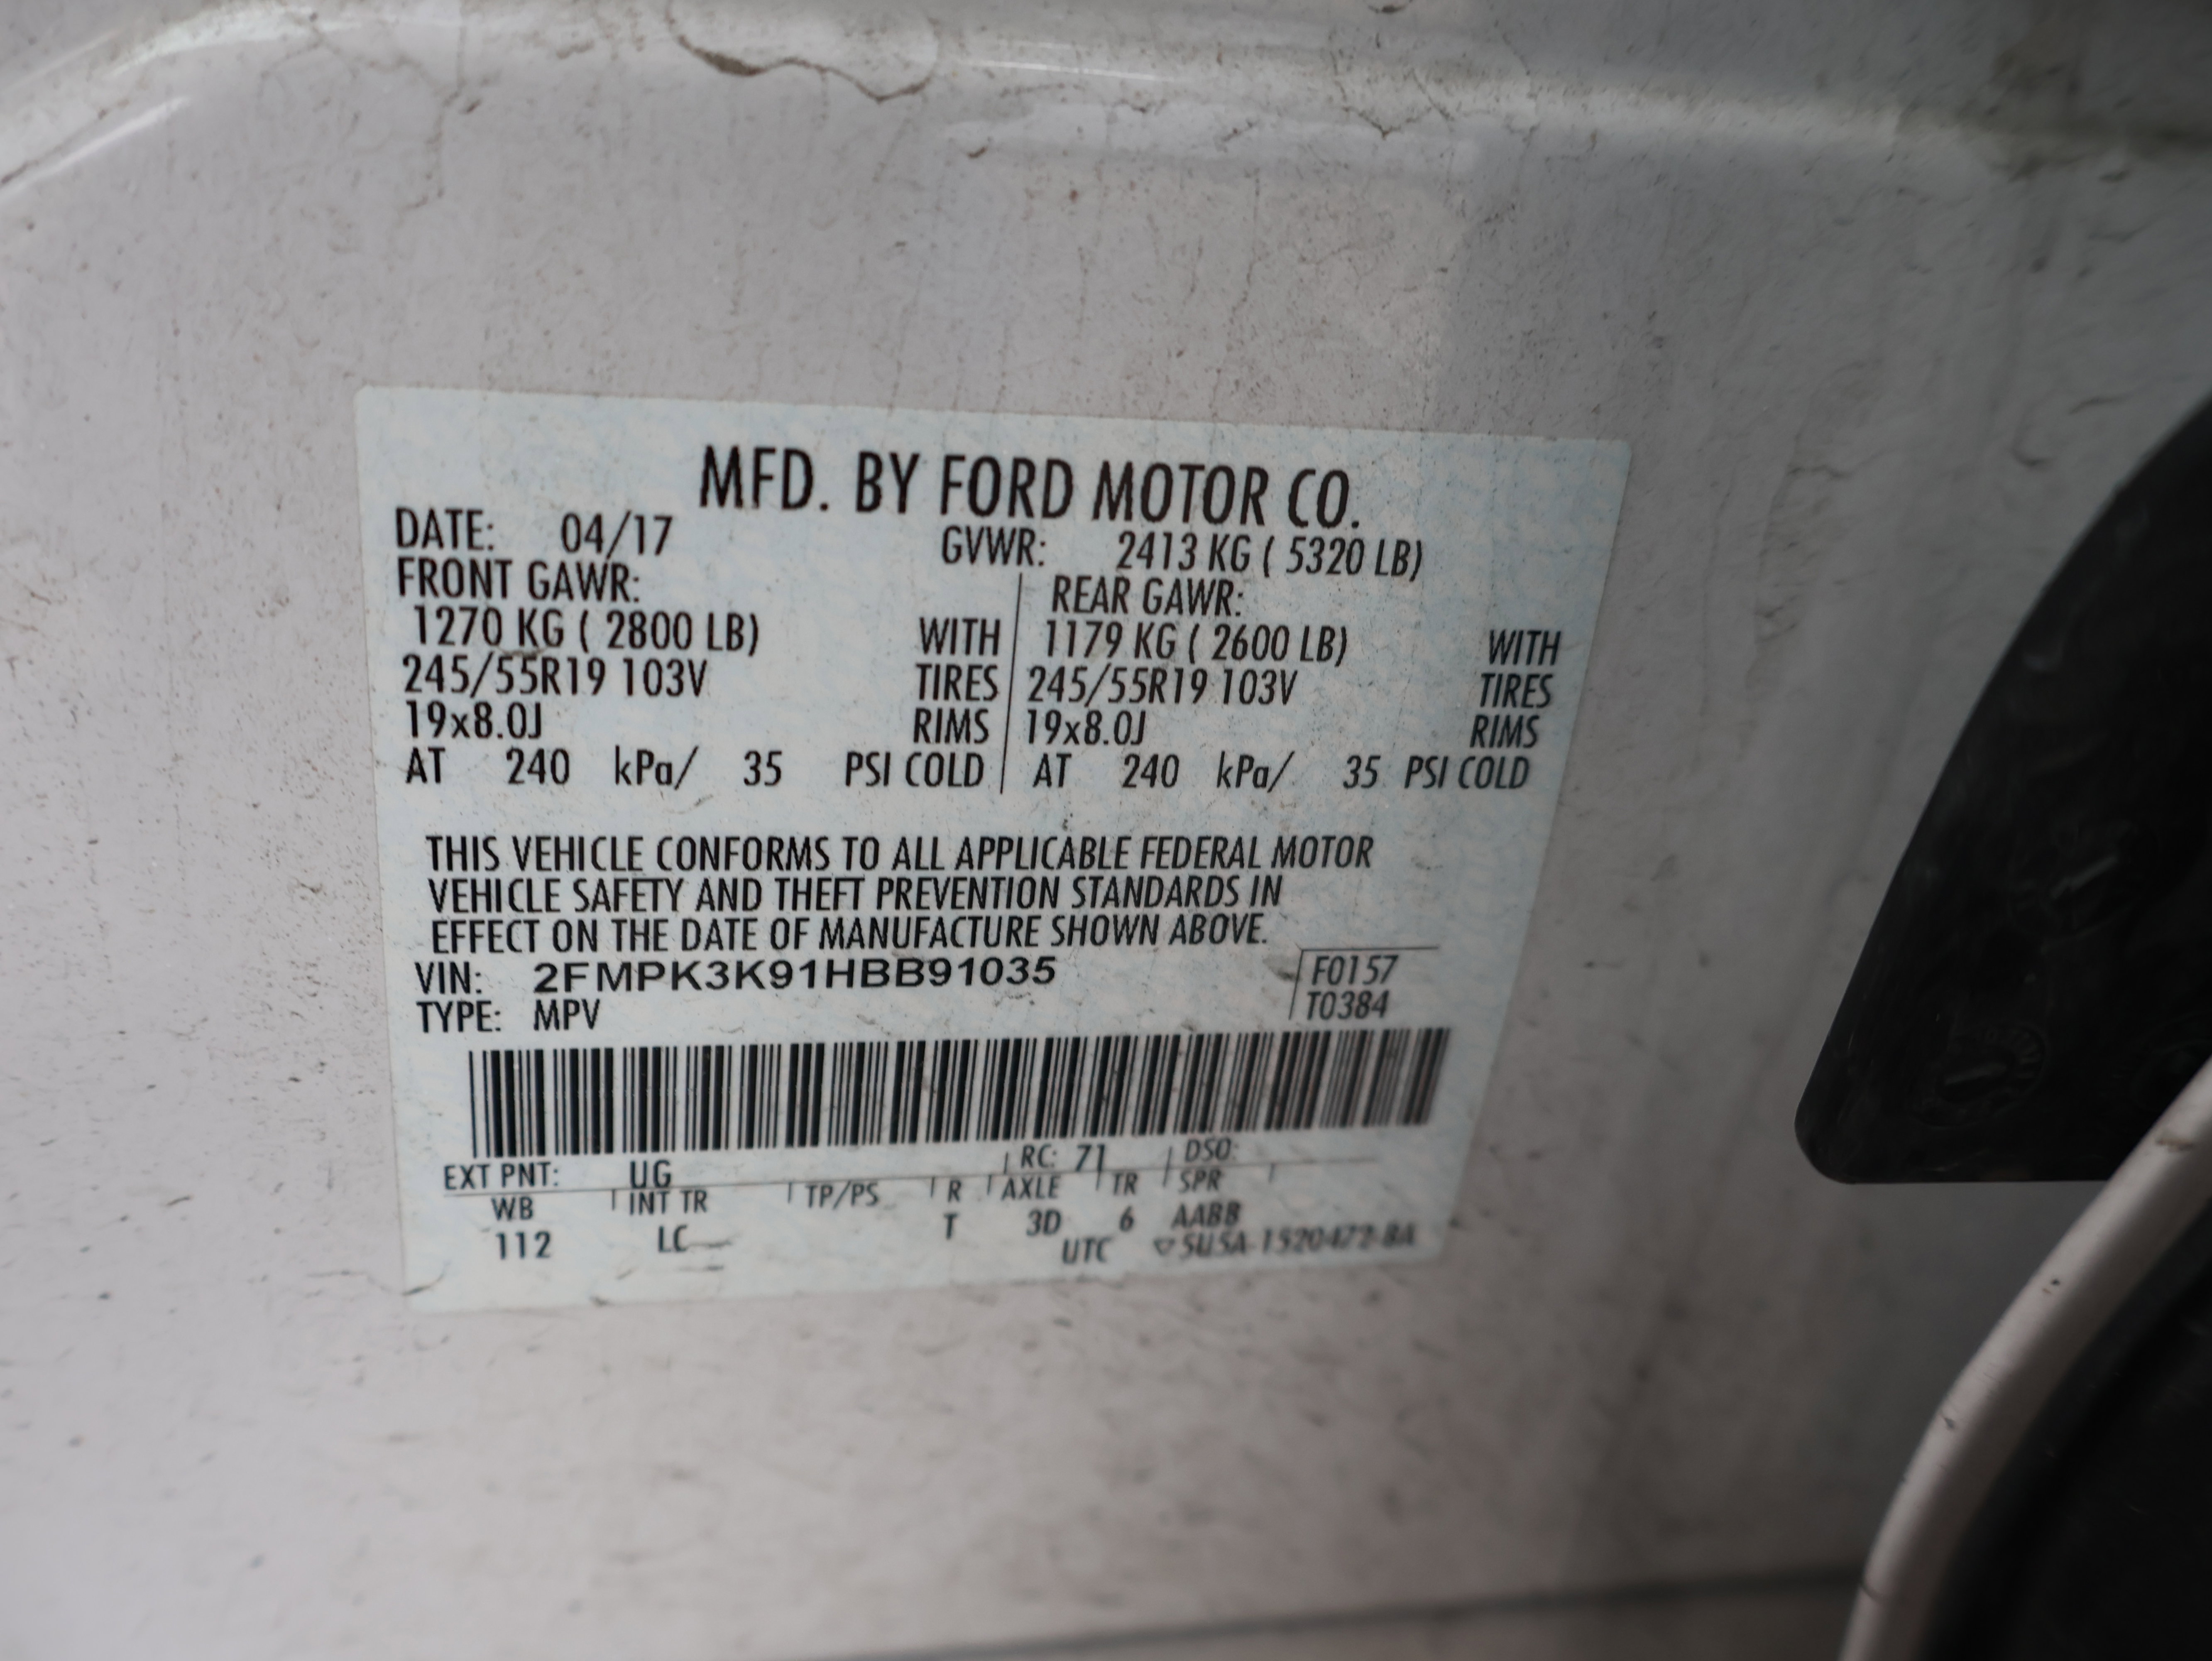 MFD. BY FORD MOTOR CO.
DATE: 04/17 GVWR: 2413 KG ( 5320 LB)
FRONT GAWR: REAR GAWR:
1270 KG ( 2800 LB) WITH 1179 KG ( 2600 LB) WITH
245/55R19 103V TIRES 245/55R19 103V TIRES
19x8.0J RIMS 19x8.0J RIMS
AT 240 kPa/ 35 PSI COLD AT 240 kPa/ 35 PSI COLD
THIS VEHICLE CONFORMS TO ALL APPLICABLE FEDERAL MOTOR
VEHICLE SAFETY AND THEFT PREVENTION STANDARDS IN
EFFECT ON THE DATE OF MANUFACTURE SHOWN ABOVE.
VIN: 2FMPK3K91HBB91035 F0157
TYPE: MPV T0384
EXT PNT: UG RC: 71 DSO:
WB INT TR TP/PS R AXLE TR SPR
112 LC T 3D 6 AABB
UTC 5U5A-1520472-BA